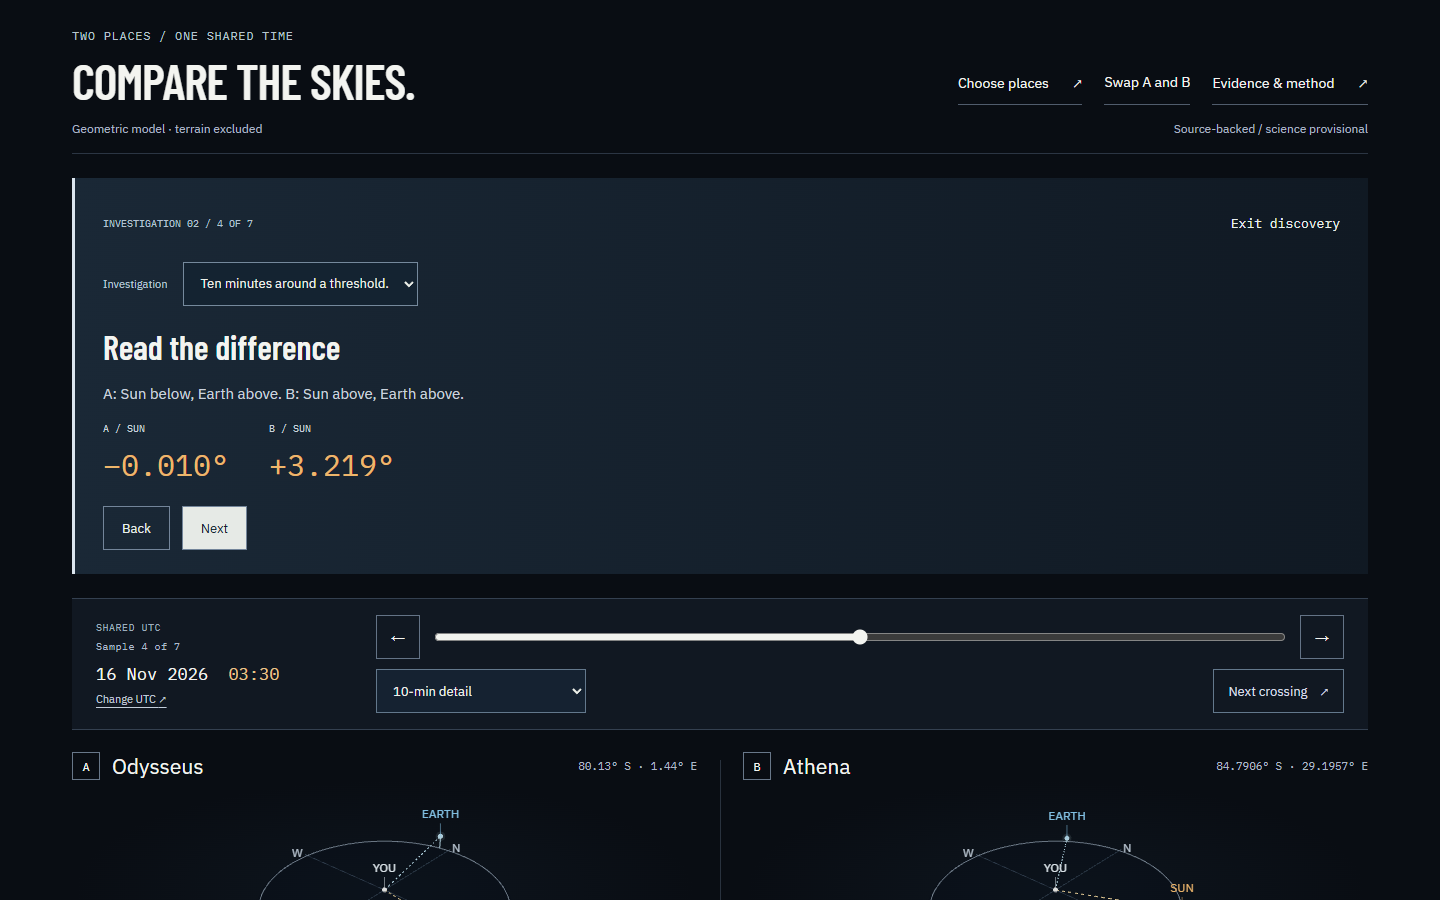 TWO PLACES / ONE SHARED TIME
COMPARE THE SKIES.
Choose places ↗
Swap A and B
Evidence & method ↗
Geometric model · terrain excluded
Source-backed / science provisional
INVESTIGATION 02 / 4 OF 7
Exit discovery
Investigation
Ten minutes around a threshold.
Read the difference
A: Sun below, Earth above. B: Sun above, Earth above.
A / SUN
B / SUN
−0.010°
+3.219°
Back
Next
SHARED UTC
Sample 4 of 7
16 Nov 2026 03:30
Change UTC ↗
←
→
10-min detail
Next crossing ↗
A Odysseus
80.13° S · 1.44° E
B Athena
84.7906° S · 29.1957° E
EARTH
W
N
YOU
EARTH
W
N
YOU
SUN